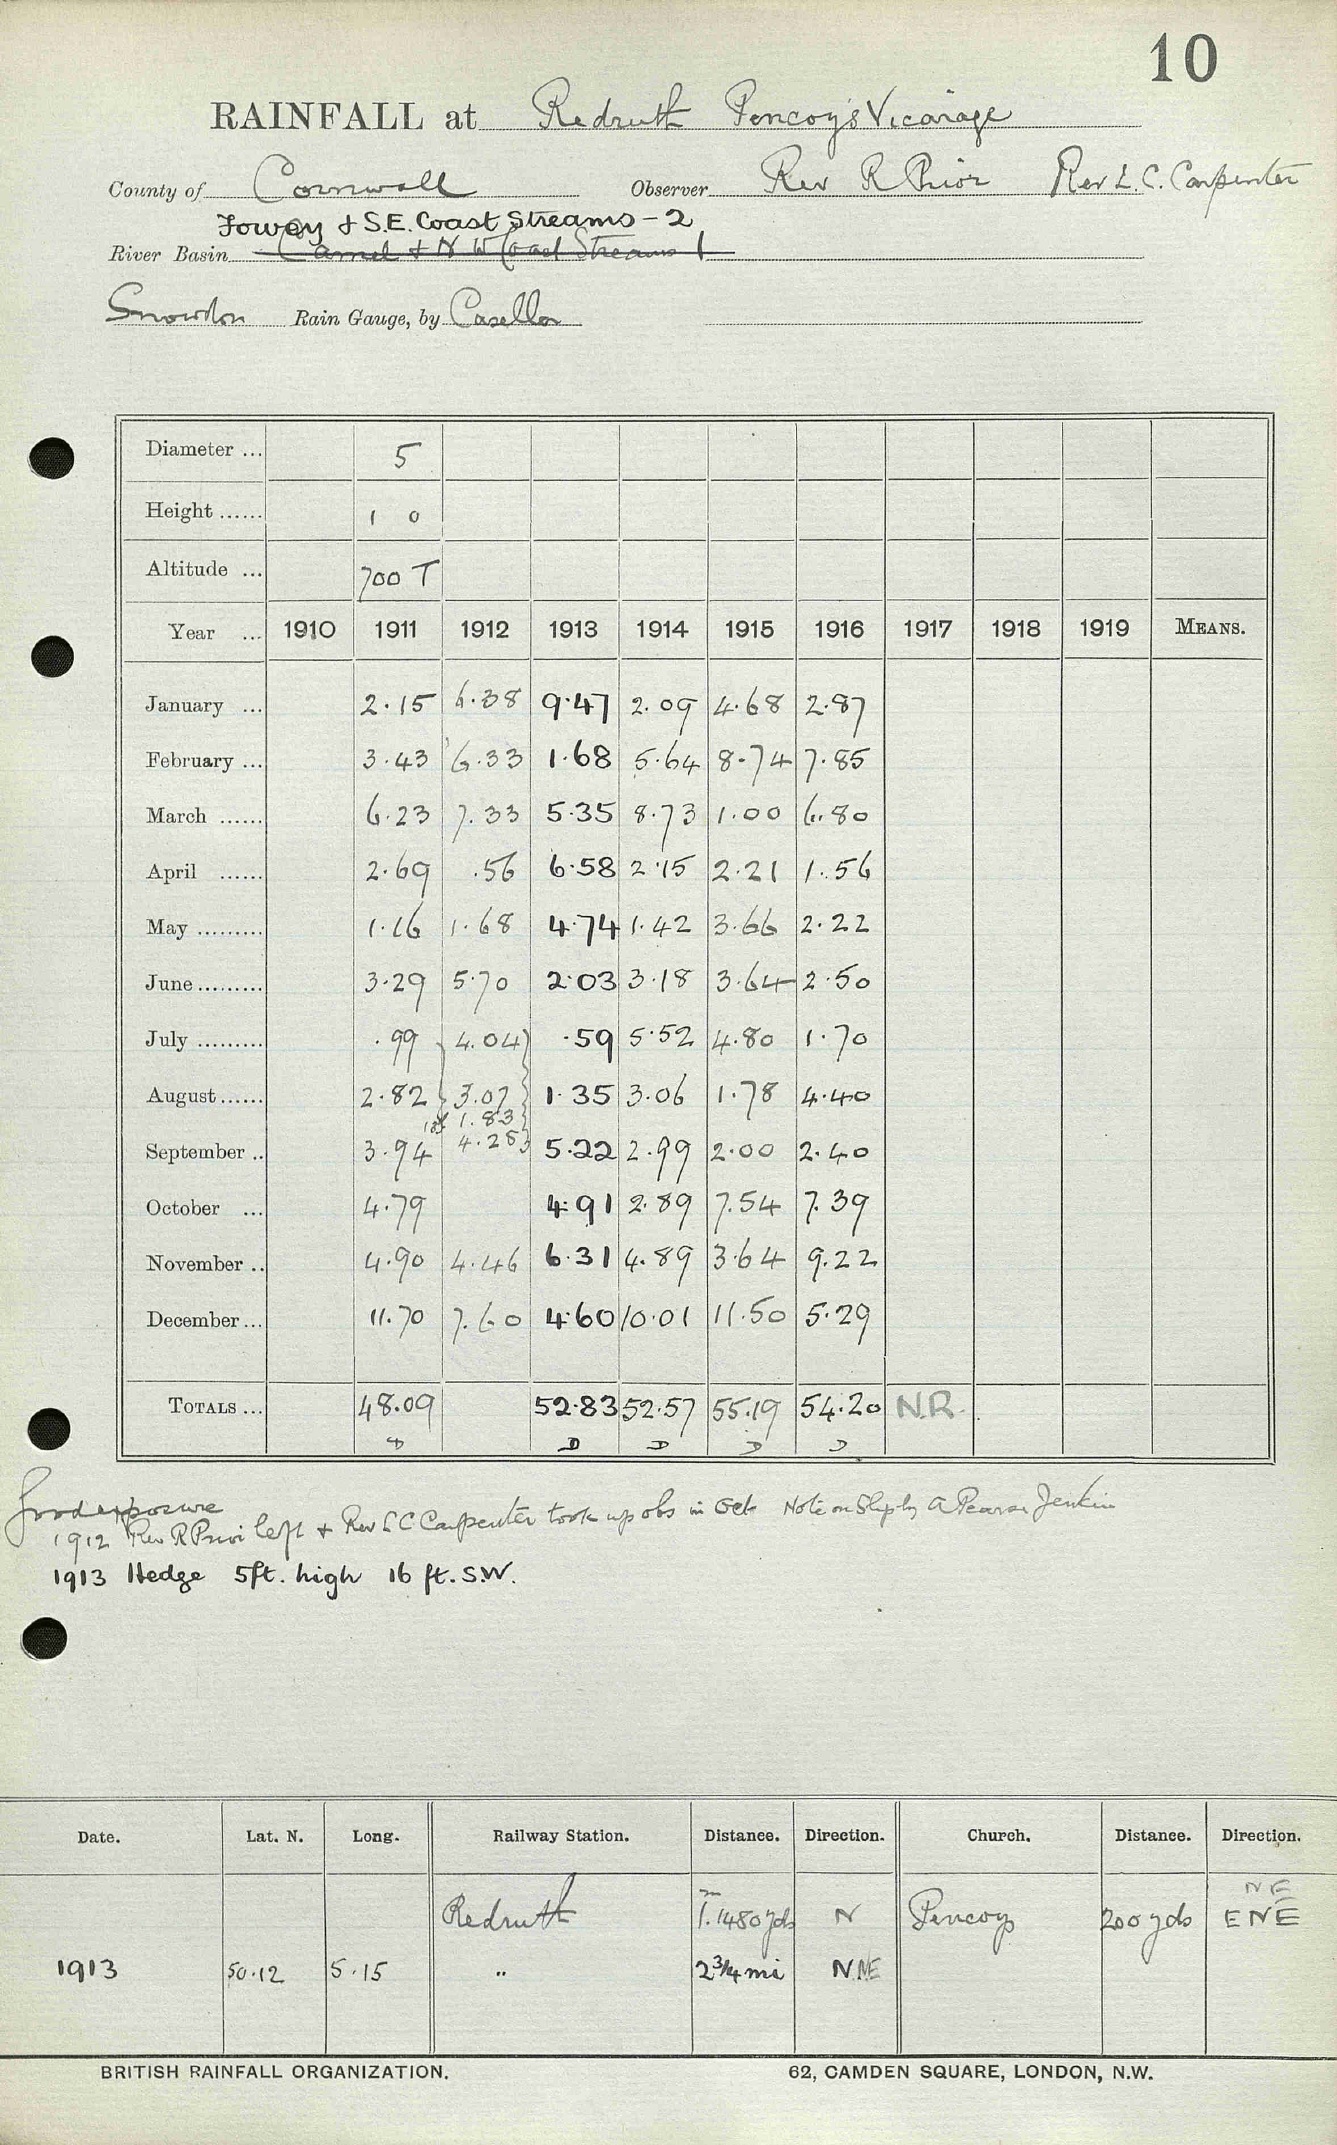 10
RAINFALL at Redruth Pencoys Vicarage
County of Cornwall Observer Rev R Prior Rev L. C. Carpenter
Fowey & S.E. Coast Streams - 2
River Basin Camel & N W Coast Streams 1
Snowdon Rain Gauge, by Casella
Diameter ... 5
Height ...... 1 0
Altitude ... 700 T
Year ... 1910 1911 1912 1913 1914 1915 1916 1917 1918 1919 MEANS.
January ... 2.15 6.38 9.47 2.09 4.68 2.87
February ... 3.43 6.33 1.68 5.64 8.74 7.85
March ...... 6.23 7.33 5.35 8.73 1.00 6.80
April ...... 2.69 .56 6.58 2.15 2.21 1.56
May ......... 1.16 1.68 4.74 1.42 3.66 2.22
June ......... 3.29 5.70 2.03 3.18 3.64 2.50
July ......... .99 4.04 .59 5.52 4.80 1.70
August ...... 2.82 3.07 1.35 3.06 1.78 4.40
1st 1.83
September .. 3.94 4.28 5.22 2.99 2.00 2.40
October ... 4.79 4.91 2.89 7.54 7.39
November .. 4.90 4.46 6.31 4.89 3.64 9.22
December ... 11.70 7.60 4.60 10.01 11.50 5.29
TOTALS ... 48.09 52.83 52.57 55.19 54.20 N.R.
D D D D D
Good exposure
1912 Rev R Prior left & Rev L C Carpenter took up obs in Oct Note on Slip by A Pearse Jenkin
1913 Hedge 5ft. high 16 ft. S.W.
Date. Lat. N. Long. Railway Station. Distance. Direction. Church. Distance. Direction.
m NE
Redruth 1.1480 yds N Pencoys 200 yds ENE
1913 50.12 5.15 " 2 3/4 mi NNE
BRITISH RAINFALL ORGANIZATION. 62, CAMDEN SQUARE, LONDON, N.W.